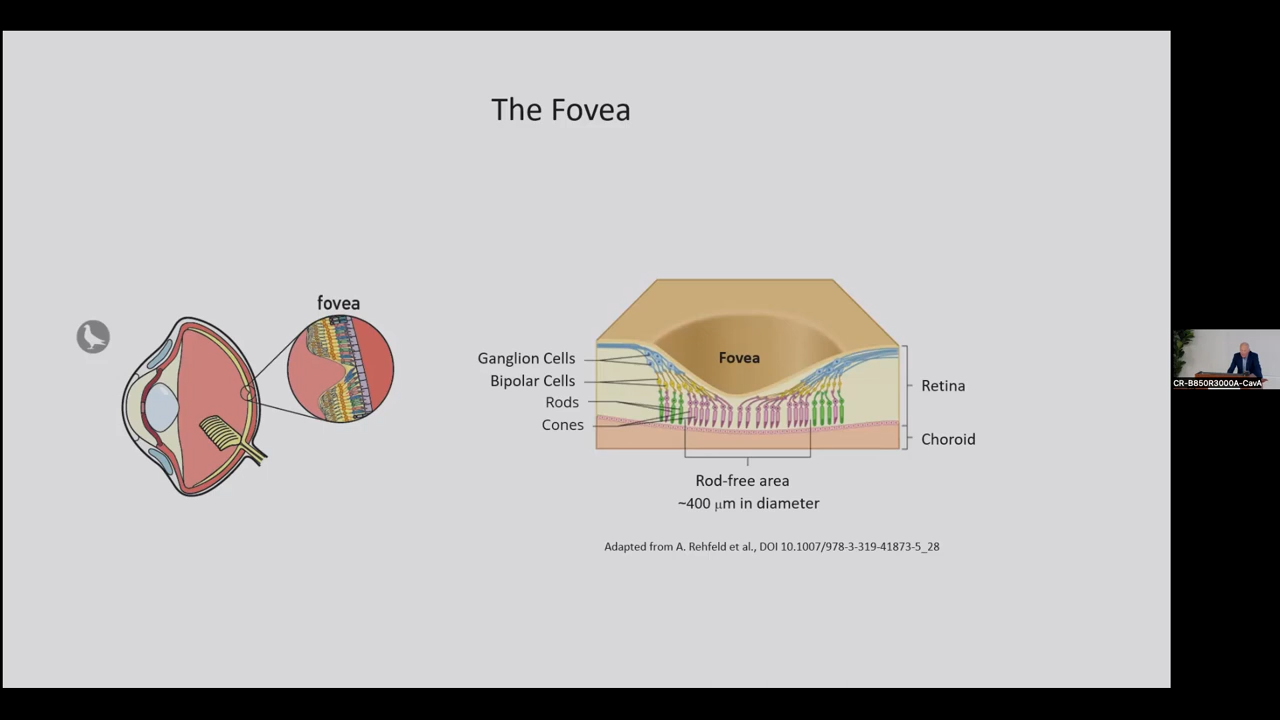 The Fovea
fovea
Ganglion Cells
Bipolar Cells
Rods
Cones
Fovea
Retina
Choroid
Rod-free area
~400 μm in diameter
Adapted from A. Rehfeld et al., DOI 10.1007/978-3-319-41873-5_28
CR-B850R3000A-CavA